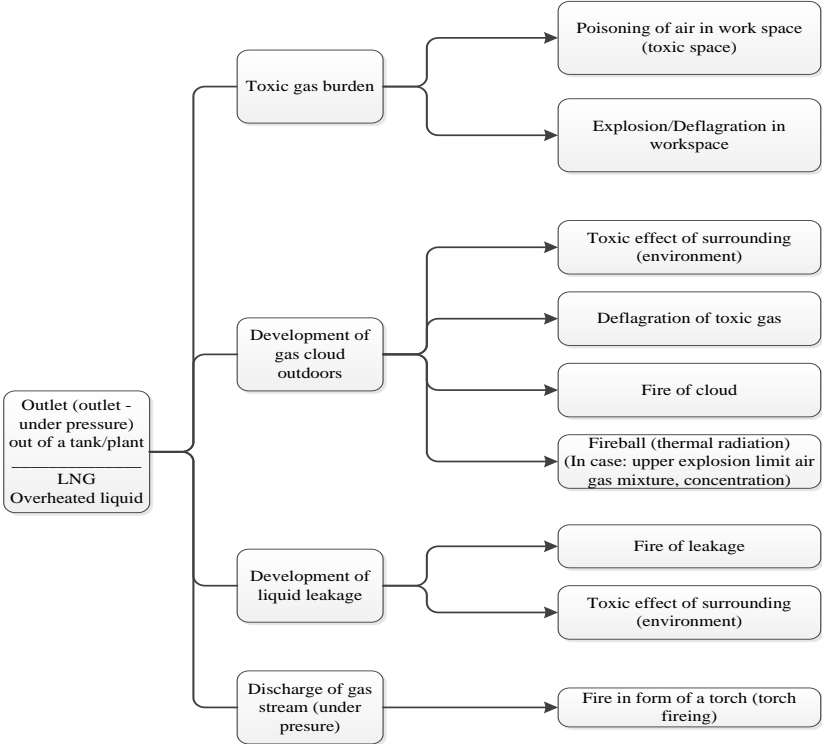 Poisoning of air in work space
(toxic space)
Toxic gas burden
Explosion/Deflagration in
workspace
Toxic effect of surrounding
(environment)
Deflagration of toxic gas
Development of
gas cloud
outdoors
Fire of cloud
Fireball (thermal radiation)
(In case: upper explosion limit air
gas mixture, concentration)
Outlet (outlet -
under pressure)
out of a tank/plant
LNG
Overheated liquid
Fire of leakage
Development of
liquid leakage
Toxic effect of surrounding
(environment)
Discharge of gas
stream (under
presure)
Fire in form of a torch (torch
fireing)